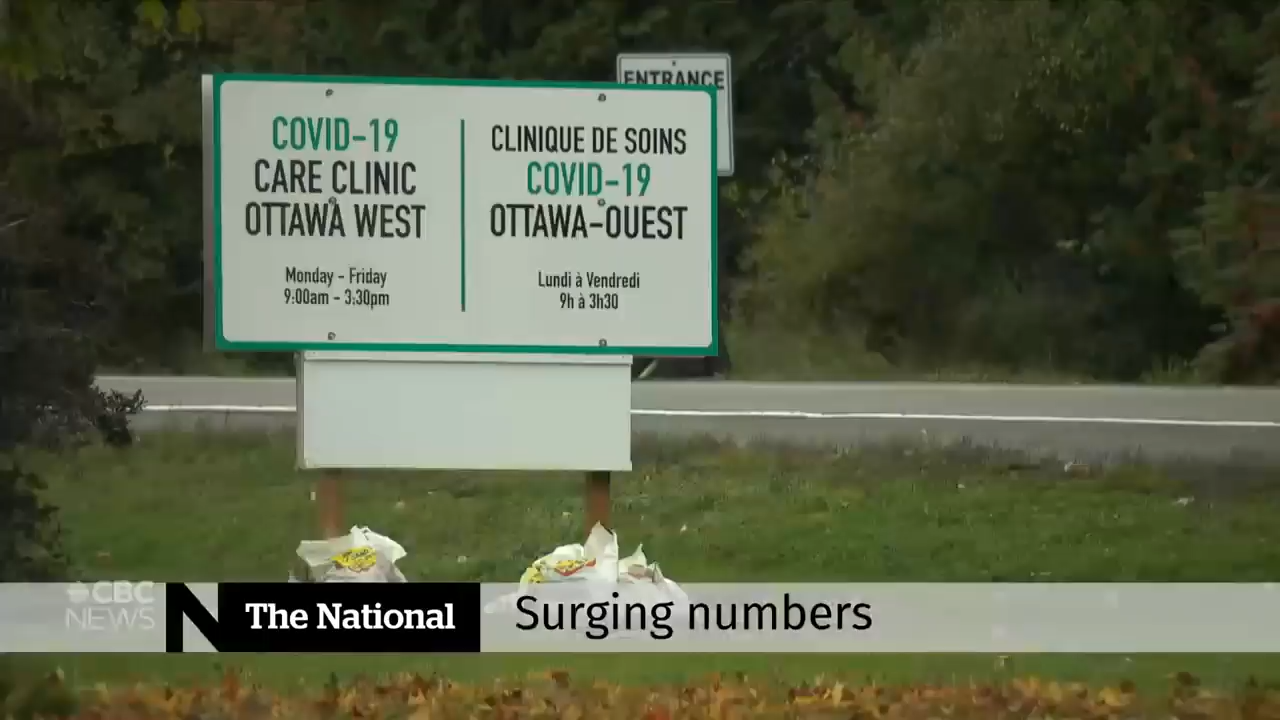 ENTRANCE
COVID-19
CARE CLINIC
OTTAWA WEST
Monday - Friday
9:00am - 3:30pm
CLINIQUE DE SOINS
COVID-19
OTTAWA-OUEST
Lundi à Vendredi
9h à 3h30
CBC
NEWS
N
The National
Surging numbers